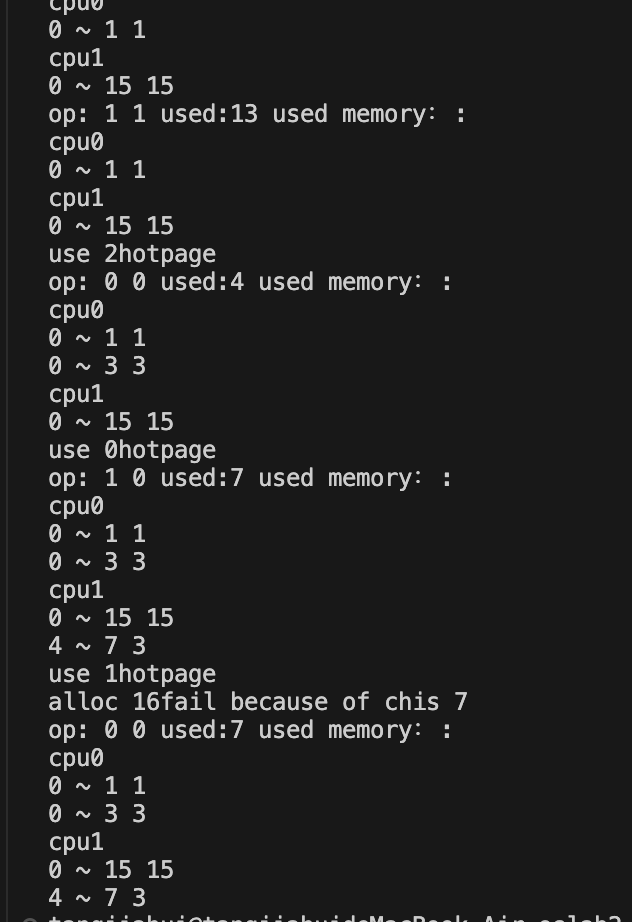 cpu0
0 ~ 1 1
cpu1
0 ~ 15 15
op: 1 1 used:13 used memory: :
cpu0
0 ~ 1 1
cpu1
0 ~ 15 15
use 2hotpage
op: 0 0 used:4 used memory: :
cpu0
0 ~ 1 1
0 ~ 3 3
cpu1
0 ~ 15 15
use 0hotpage
op: 1 0 used:7 used memory: :
cpu0
0 ~ 1 1
0 ~ 3 3
cpu1
0 ~ 15 15
4 ~ 7 3
use 1hotpage
alloc 16fail because of chis 7
op: 0 0 used:7 used memory: :
cpu0
0 ~ 1 1
0 ~ 3 3
cpu1
0 ~ 15 15
4 ~ 7 3